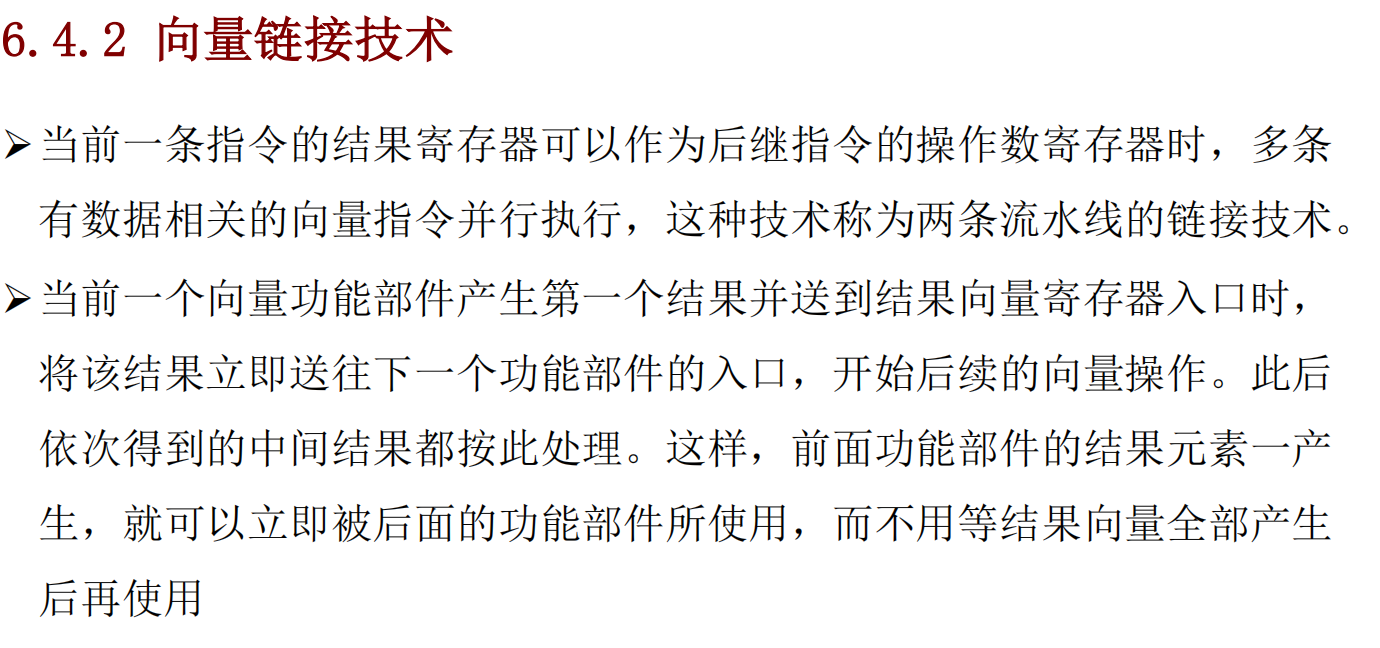 6.4.2 向量链接技术
➢当前一条指令的结果寄存器可以作为后继指令的操作数寄存器时，多条
有数据相关的向量指令并行执行，这种技术称为两条流水线的链接技术。
➢当前一个向量功能部件产生第一个结果并送到结果向量寄存器入口时，
将该结果立即送往下一个功能部件的入口，开始后续的向量操作。此后
依次得到的中间结果都按此处理。这样，前面功能部件的结果元素一产
生，就可以立即被后面的功能部件所使用，而不用等结果向量全部产生
后再使用